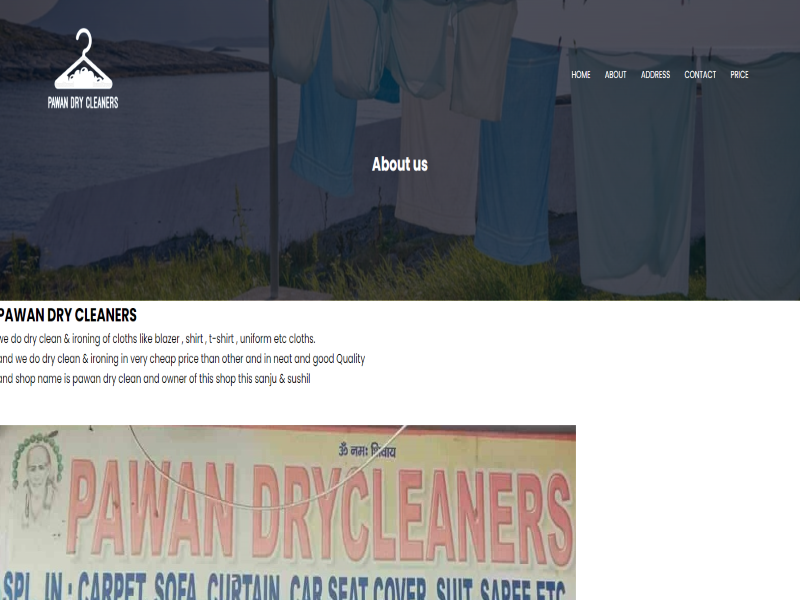 PAWAN DRY CLEANERS
HOME ABOUT ADDRESS CONTACT PRICE
About us
PAWAN DRY CLEANERS
we do dry clean & ironing of cloths like blazer , shirt , t-shirt , uniform etc cloths.
and we do dry clean & ironing in very cheap price than other and in neat and good Quality
and shop name is pawan dry clean and owner of this shop this sanju & sushil
ॐ नमः शिवाय
PAWAN DRYCLEANERS
SPL. IN : CARPET, SOFA, CURTAIN, CAR SEAT COVER, SUIT, SAREE ETC.